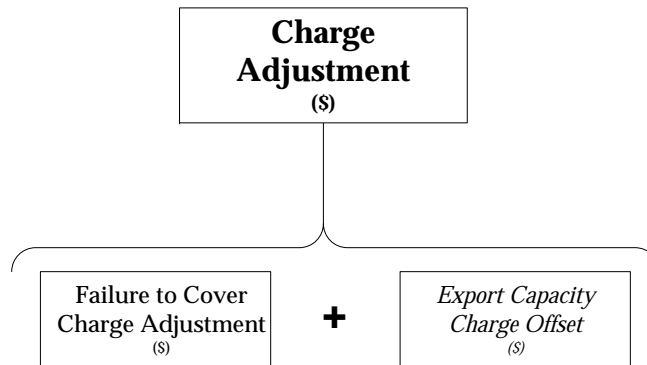 Charge
Adjustment
($)
Failure to Cover
Charge Adjustment
($)
+
Export Capacity
Charge Offset
($)